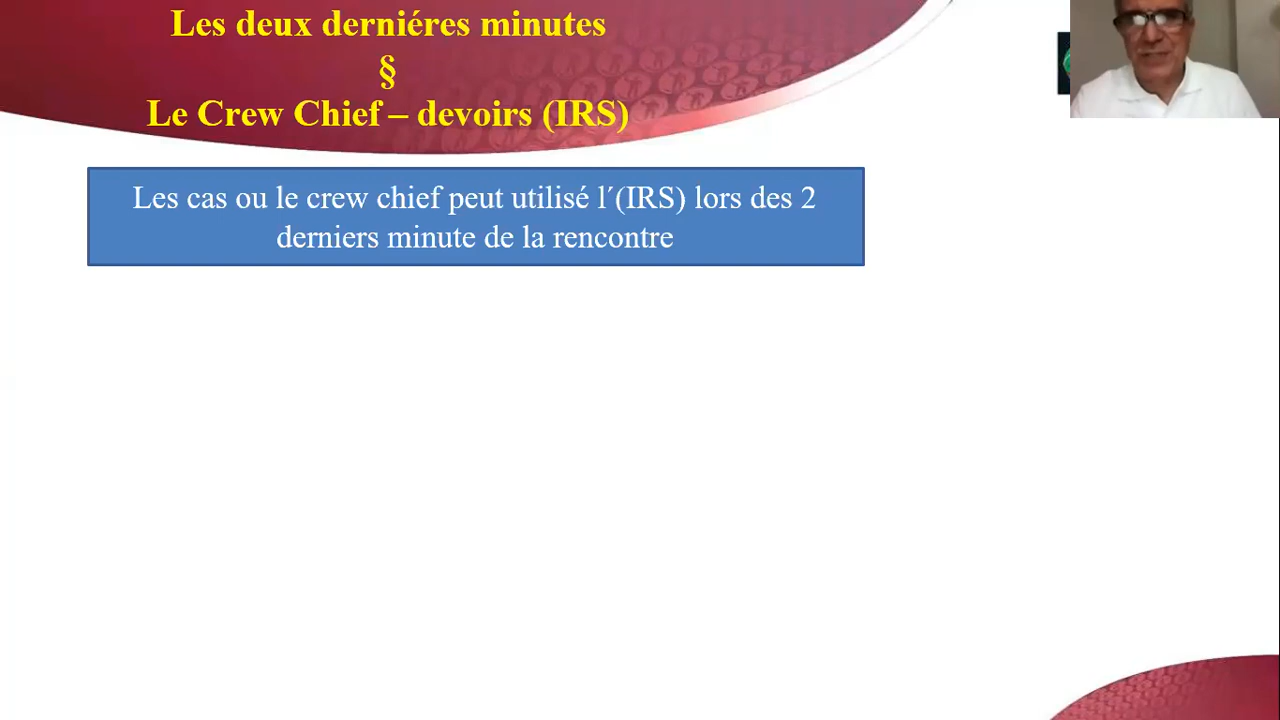 Les deux derniéres minutes
§
Le Crew Chief – devoirs (IRS)
Les cas ou le crew chief peut utilisé l´(IRS) lors des 2
derniers minute de la rencontre